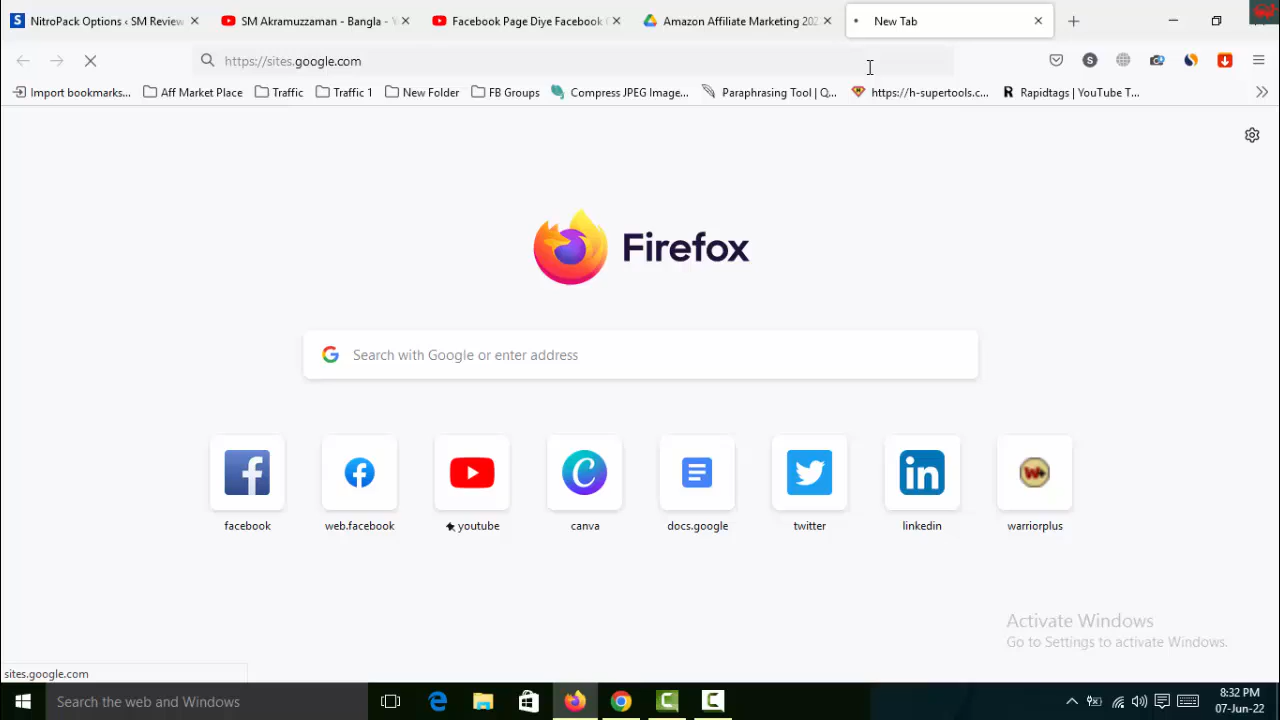 NitroPack Options ‹ SM Review
SM Akramuzzaman - Bangla -
Facebook Page Diye Facebook
Amazon Affiliate Marketing 202
New Tab
https://sites.google.com
S
Import bookmarks...
Aff Market Place
Traffic
Traffic 1
New Folder
FB Groups
Compress JPEG Image...
Paraphrasing Tool | Q...
https://h-supertools.c...
R Rapidtags | YouTube T...
Firefox
Search with Google or enter address
facebook
web.facebook
youtube
canva
docs.google
twitter
linkedin
warriorplus
Activate Windows
Go to Settings to activate Windows.
sites.google.com
Search the web and Windows
8:32 PM
07-Jun-22